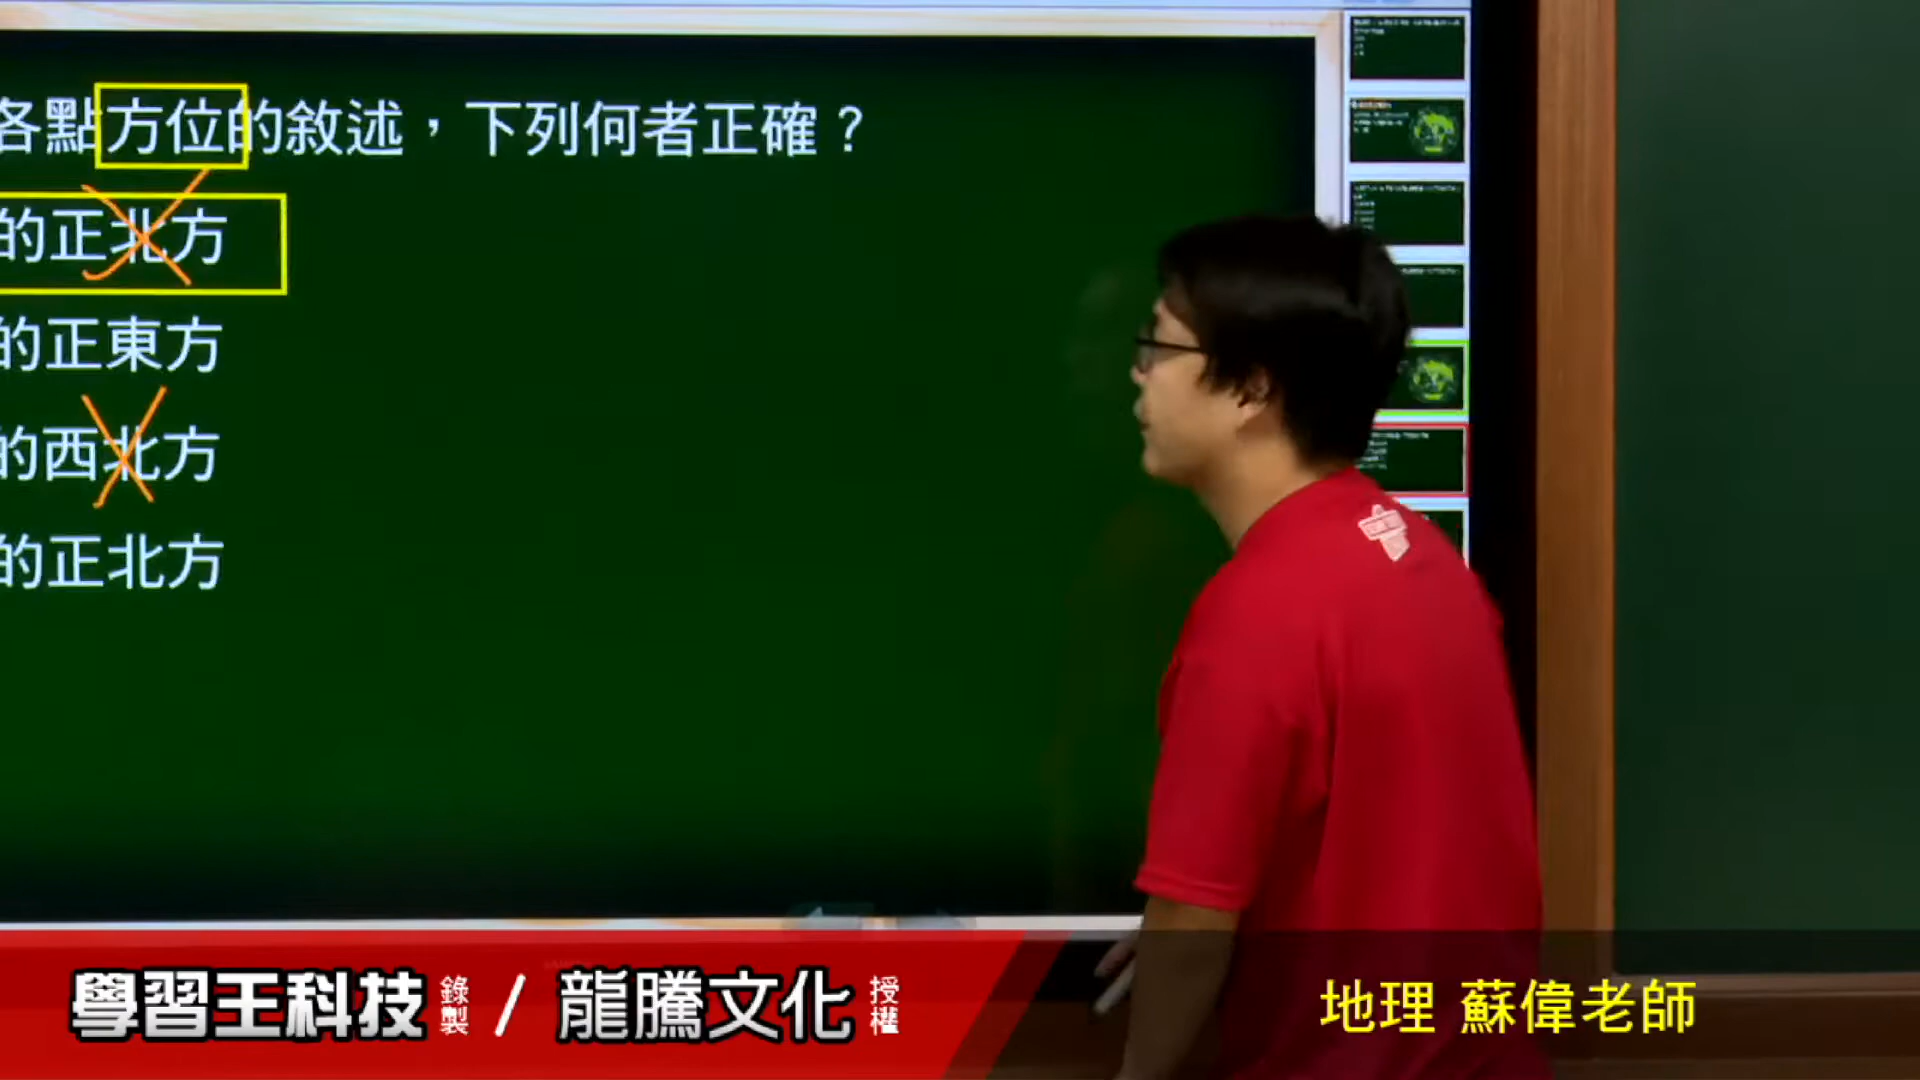 各點方位的敘述，下列何者正確？
的正北方
的正東方
的西北方
的正北方
學習王科技 錄製 / 龍騰文化 授權
地理 蘇偉老師